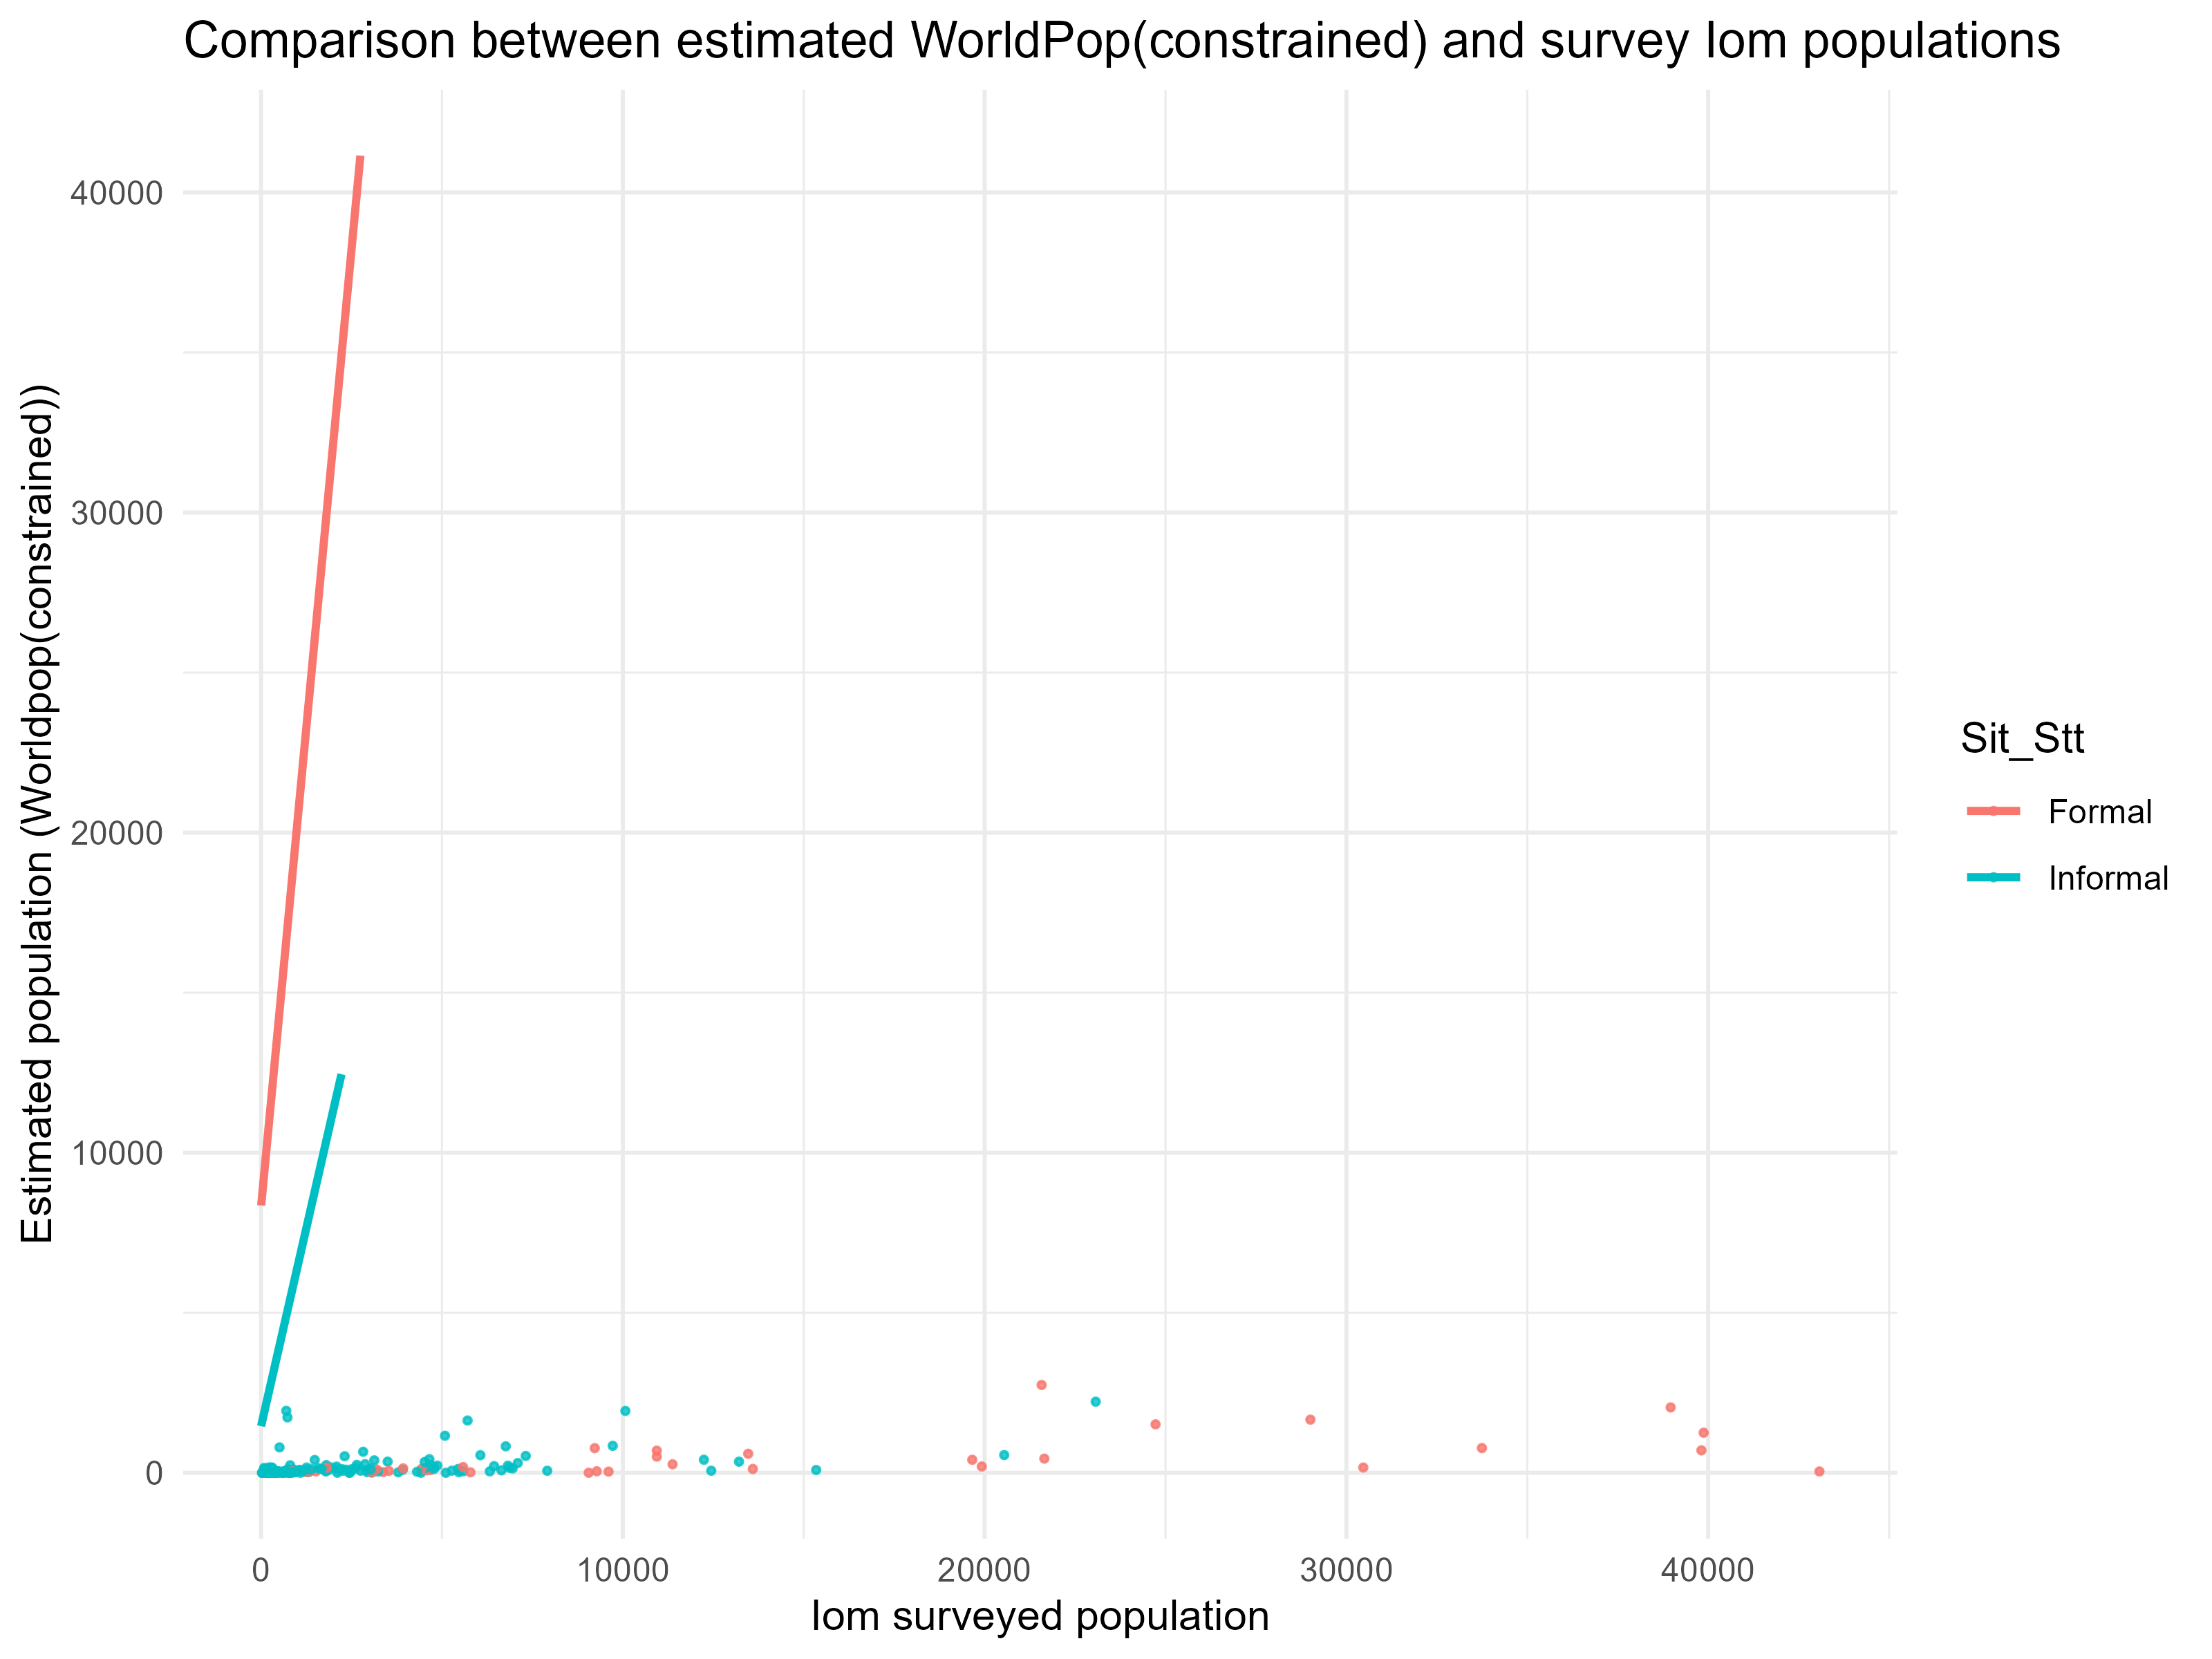 Comparison between estimated WorldPop(constrained) and survey Iom populations
Estimated population (Worldpop(constrained))
40000
30000
20000
10000
0
0 10000 20000 30000 40000
Iom surveyed population
Sit_Stt
Formal
Informal